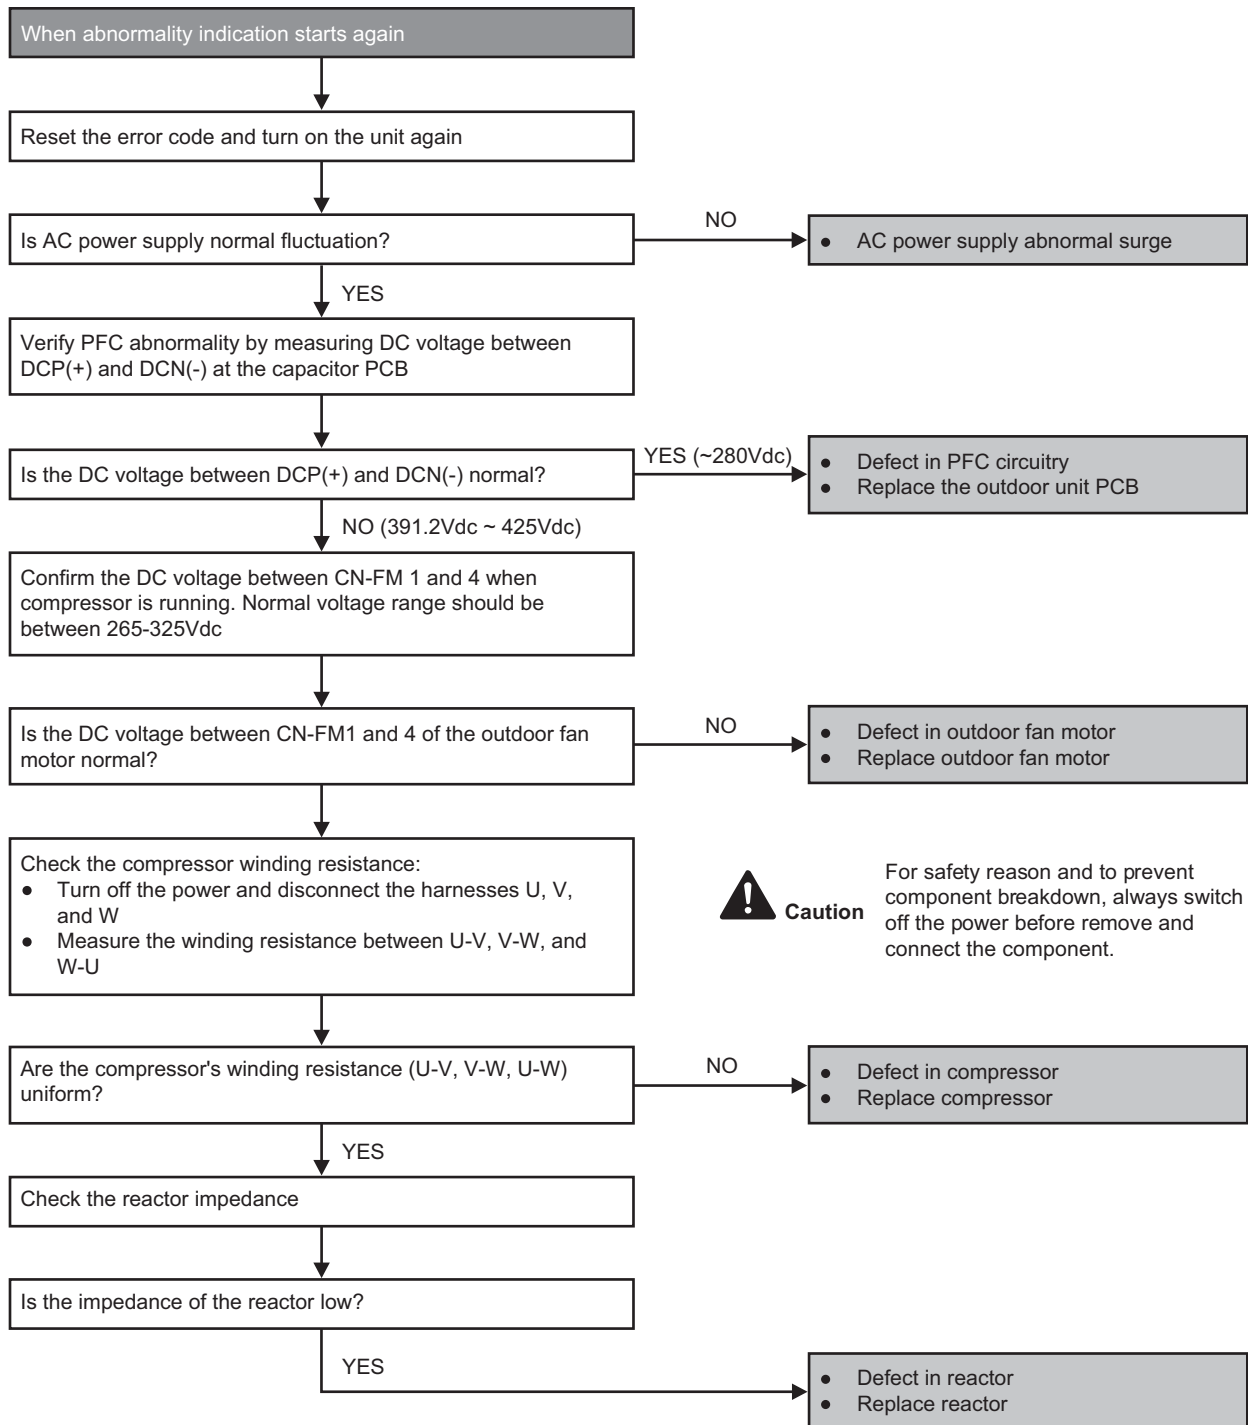 When abnormality indication starts again
Reset the error code and turn on the unit again
Is AC power supply normal fluctuation?
NO
● AC power supply abnormal surge
YES
Verify PFC abnormality by measuring DC voltage between
DCP(+) and DCN(-) at the capacitor PCB
Is the DC voltage between DCP(+) and DCN(-) normal?
YES (~280Vdc)
● Defect in PFC circuitry
● Replace the outdoor unit PCB
NO (391.2Vdc ~ 425Vdc)
Confirm the DC voltage between CN-FM 1 and 4 when
compressor is running. Normal voltage range should be
between 265-325Vdc
Is the DC voltage between CN-FM1 and 4 of the outdoor fan
motor normal?
NO
● Defect in outdoor fan motor
● Replace outdoor fan motor
Check the compressor winding resistance:
● Turn off the power and disconnect the harnesses U, V,
and W
● Measure the winding resistance between U-V, V-W, and
W-U
Caution
For safety reason and to prevent
component breakdown, always switch
off the power before remove and
connect the component.
Are the compressor's winding resistance (U-V, V-W, U-W)
uniform?
NO
● Defect in compressor
● Replace compressor
YES
Check the reactor impedance
Is the impedance of the reactor low?
YES
● Defect in reactor
● Replace reactor